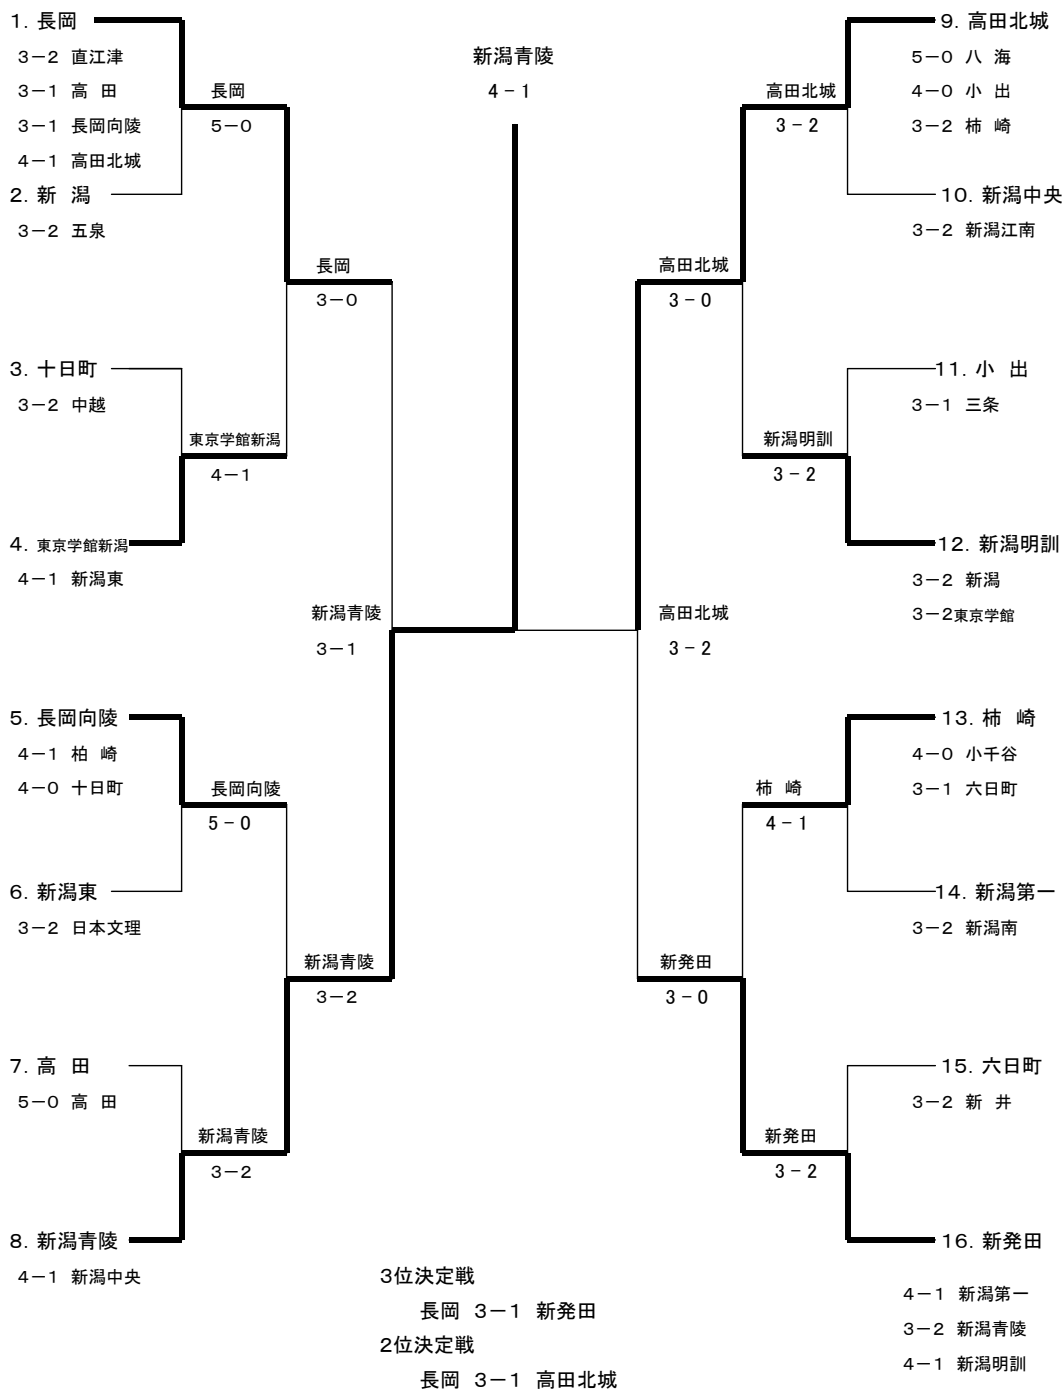 1. 長岡
3－2 直江津
3－1 高 田
3－1 長岡向陵
4－1 高田北城
2. 新 潟
3－2 五泉
3. 十日町
3－2 中越
4. 東京学館新潟
4－1 新潟東
5. 長岡向陵
4－1 柏 崎
4－0 十日町
6. 新潟東
3－2 日本文理
7. 高 田
5－0 高 田
8. 新潟青陵
4－1 新潟中央
長岡
5－0
東京学館新潟
4－1
長岡向陵
5－0
新潟青陵
3－2
長岡
3－0
新潟青陵
3－2
新潟青陵
3－1
新潟青陵
4－1
高田北城
3－2
高田北城
3－0
新発田
3－0
高田北城
3－2
新潟明訓
3－2
柿 崎
4－1
新発田
3－2
9. 高田北城
5－0 八 海
4－0 小 出
3－2 柿 崎
10. 新潟中央
3－2 新潟江南
11. 小 出
3－1 三条
12. 新潟明訓
3－2 新潟
3－2東京学館
13. 柿 崎
4－0 小千谷
3－1 六日町
14. 新潟第一
3－2 新潟南
15. 六日町
3－2 新 井
16. 新発田
4－1 新潟第一
3－2 新潟青陵
4－1 新潟明訓
3位決定戦
長岡 3－1 新発田
2位決定戦
長岡 3－1 高田北城